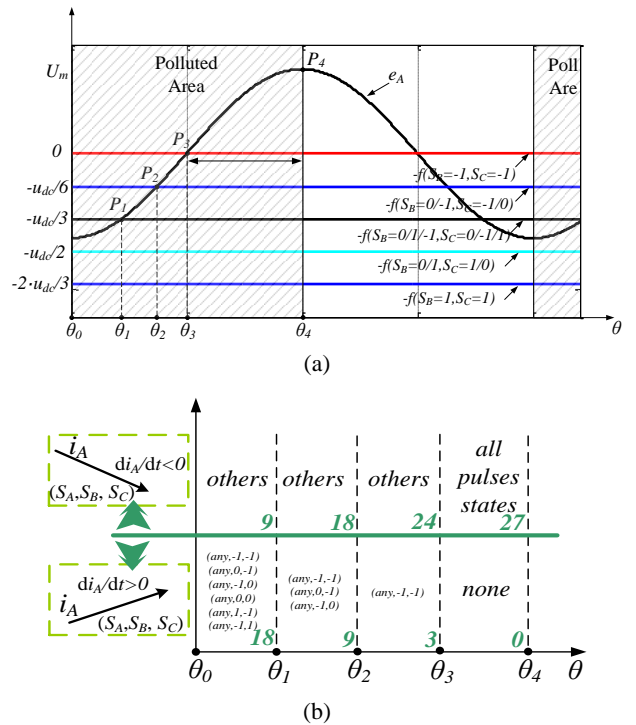 U_m
Polluted
Area
P_4
e_A
Poll
Are
P_3
0
-f(S_B=-1,S_C=-1)
P_2
-u_dc/6
-f(S_B=0/-1,S_C=-1/0)
P_1
-u_dc/3
-f(S_B=0/1/-1,S_C=0/-1/1)
-u_dc/2
-f(S_B=0/1,S_C=1/0)
-2·u_dc/3
-f(S_B=1,S_C=1)
θ_0 θ_1 θ_2 θ_3 θ_4 θ
(a)
i_A
di_A/dt<0
(S_A,S_B, S_C)
others others others
all
pulses
states
9 18 24 27
di_A/dt>0
i_A
(S_A,S_B, S_C)
(any,-1,-1)
(any,0,-1)
(any,-1,0)
(any,0,0)
(any,1,-1)
(any,-1,1)
(any,-1,-1)
(any,0,-1)
(any,-1,0)
(any,-1,-1)
none
18 9 3 0
θ_0 θ_1 θ_2 θ_3 θ_4 θ
(b)